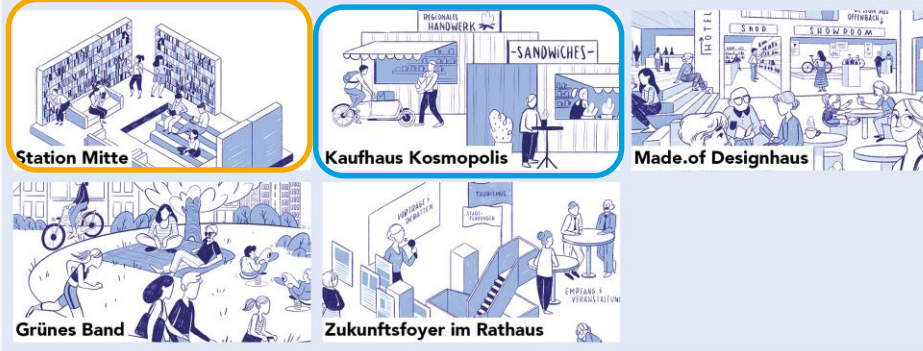 REGIONALES
HANDWERK
-SANDWICHES-
HOTEL
SHOP
SHOWROOM
DESIGN AUS
OFFENBACH
Station Mitte
Kaufhaus Kosmopolis
Made.of Designhaus
VORTRÄGE &
DEBATTEN
TOURISMUS
STADT-
FÜHRUNGEN
EMPFANG &
VERANSTALTUN
Grünes Band
Zukunftsfoyer im Rathaus